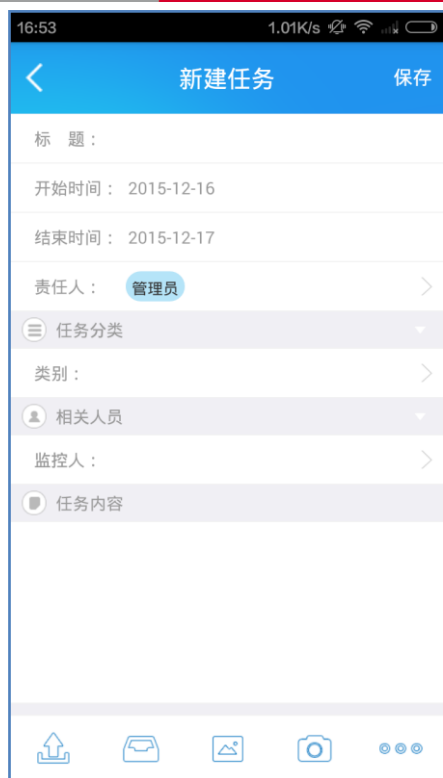 16:53 1.01K/s
新建任务 保存
标 题：
开始时间： 2015-12-16
结束时间： 2015-12-17
责任人： 管理员
任务分类
类别：
相关人员
监控人：
任务内容